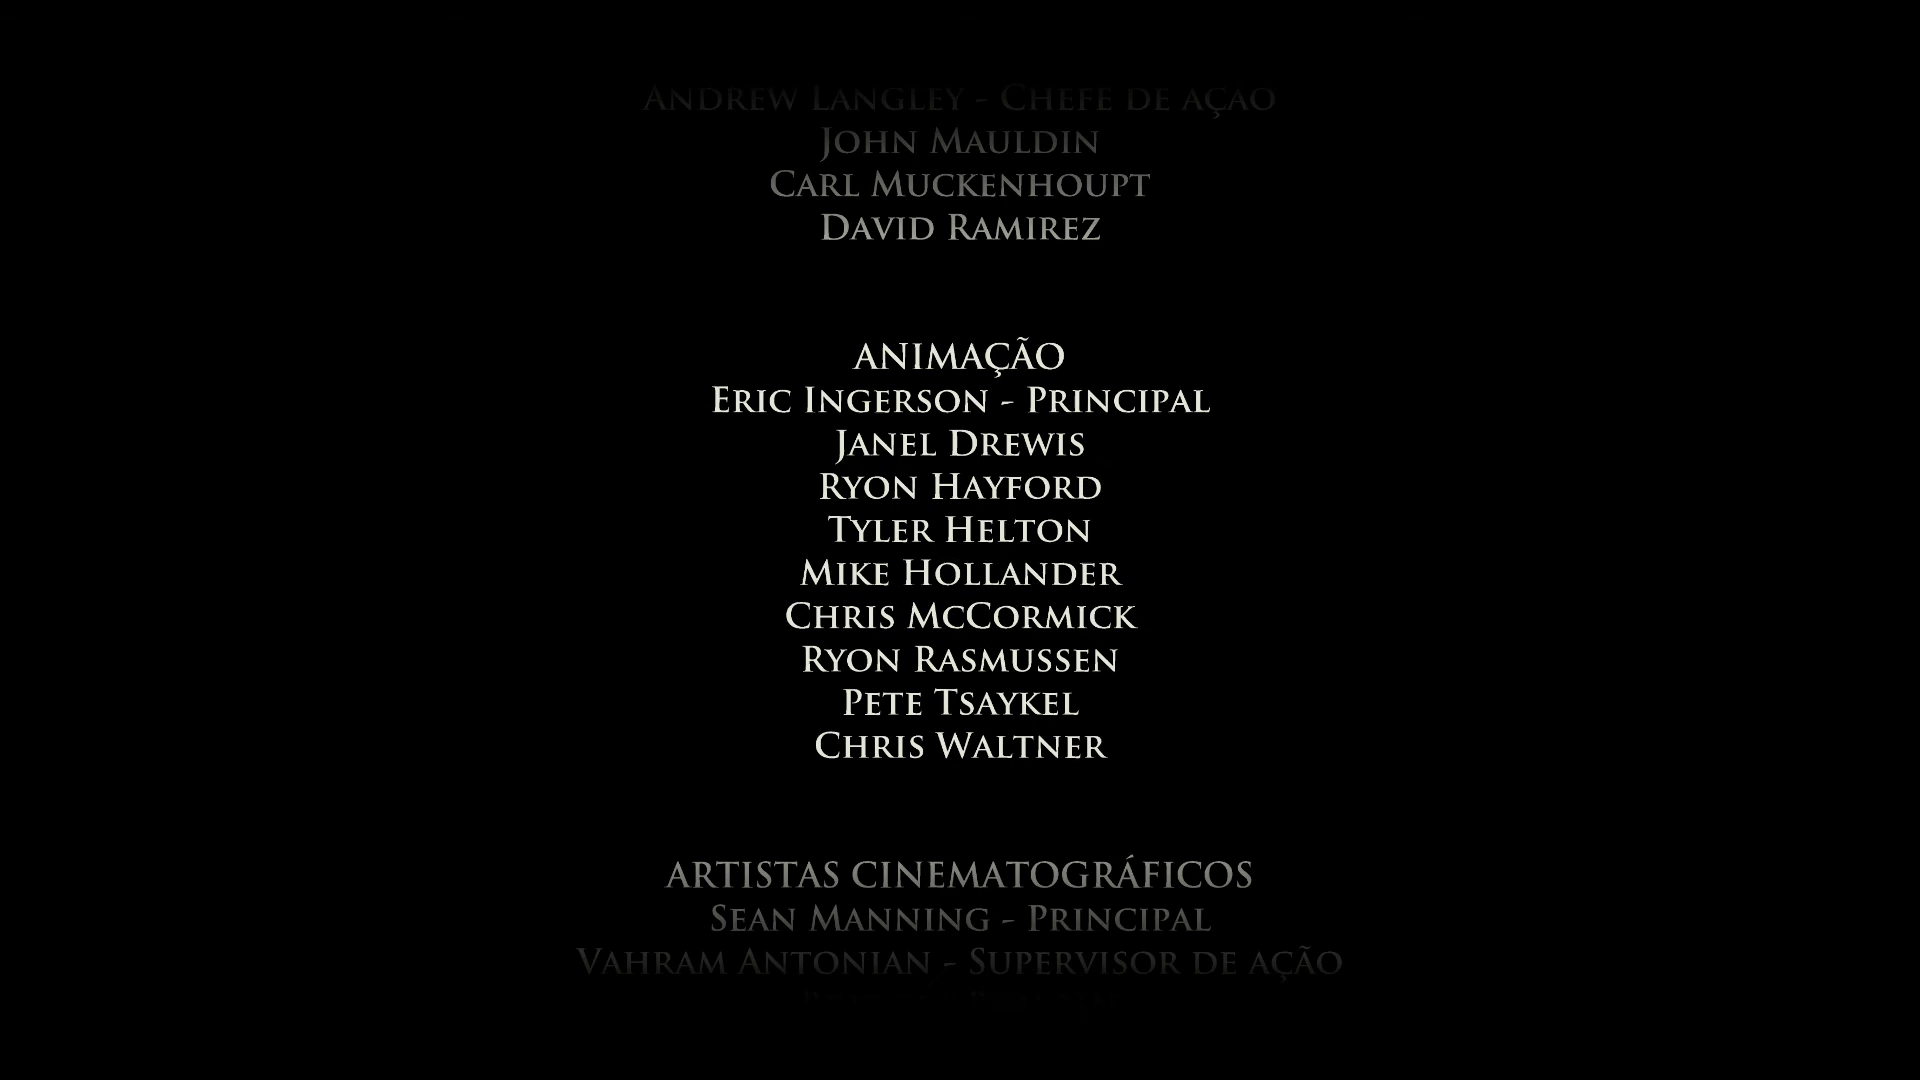 Andrew Langley - Chefe de ação
John Mauldin
Carl Muckenhoupt
David Ramirez
ANIMAÇÃO
Eric Ingerson - Principal
Janel Drewis
Ryon Hayford
Tyler Helton
Mike Hollander
Chris McCormick
Ryon Rasmussen
Pete Tsaykel
Chris Waltner
ARTISTAS CINEMATOGRÁFICOS
Sean Manning - Principal
Vahram Antonian - Supervisor de ação